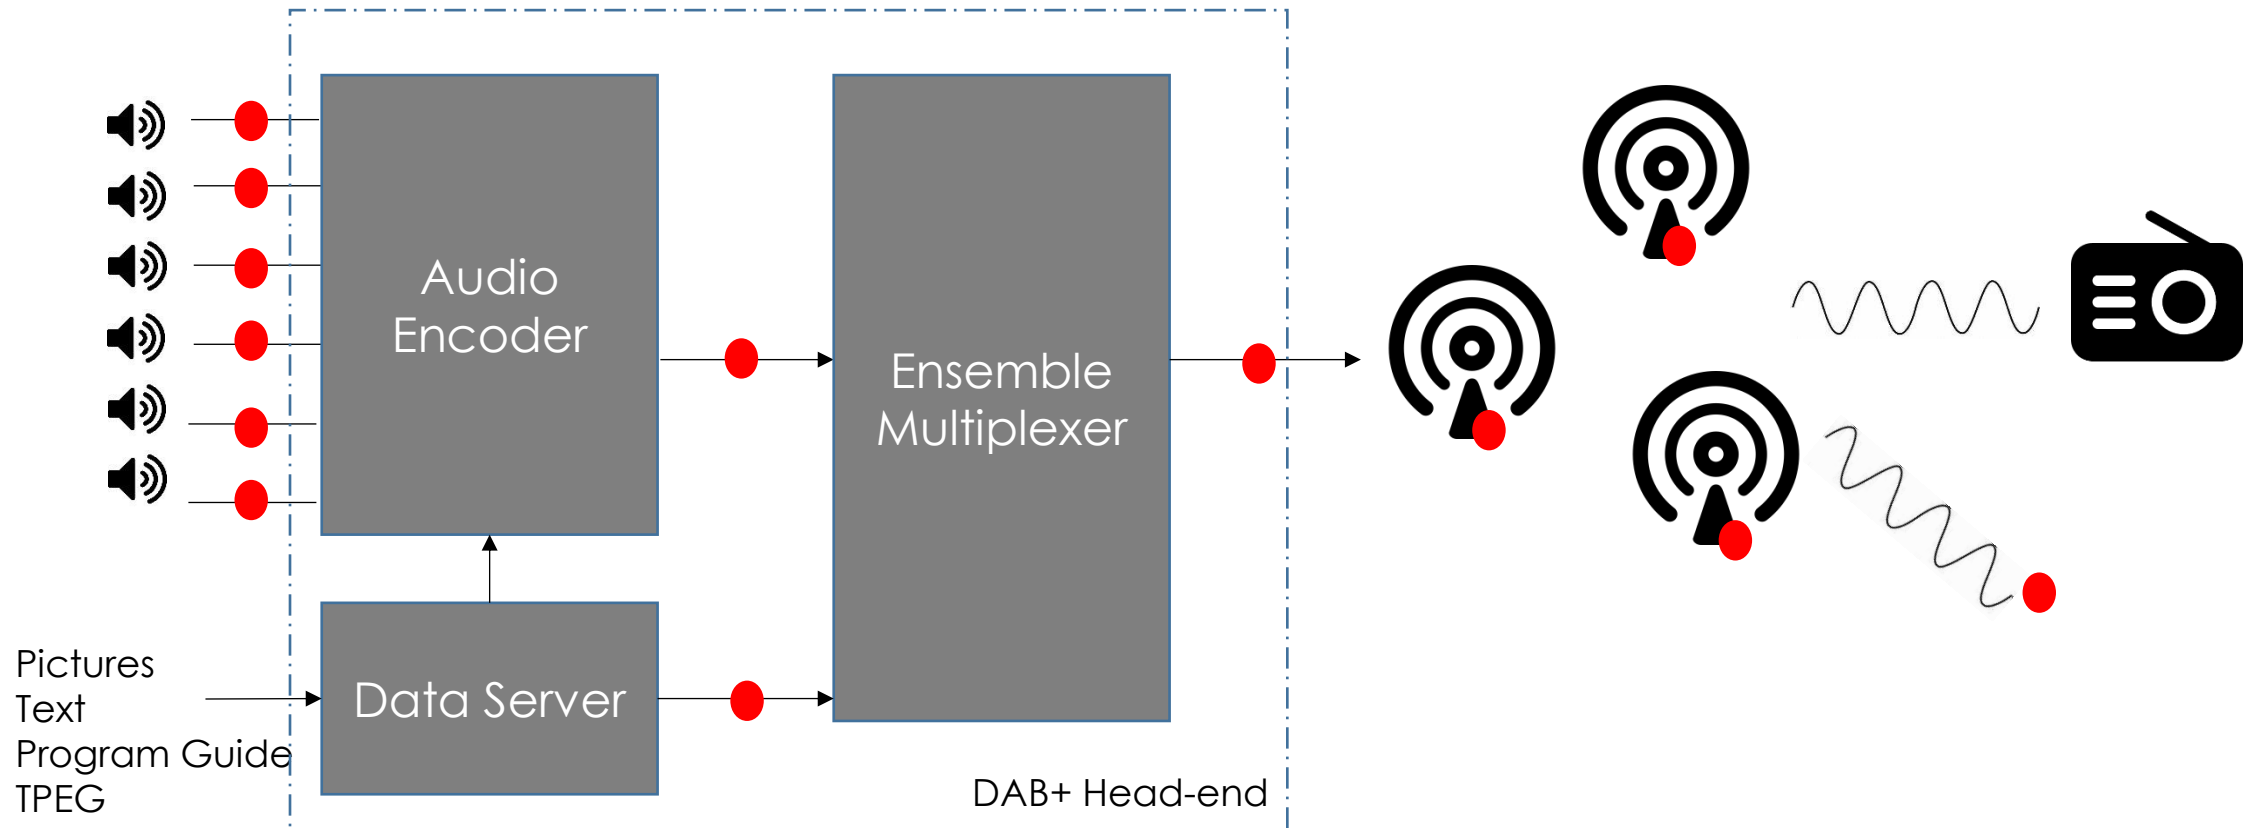 Audio
Encoder
Ensemble
Multiplexer
Data Server
Pictures
Text
Program Guide
TPEG
DAB+ Head-end